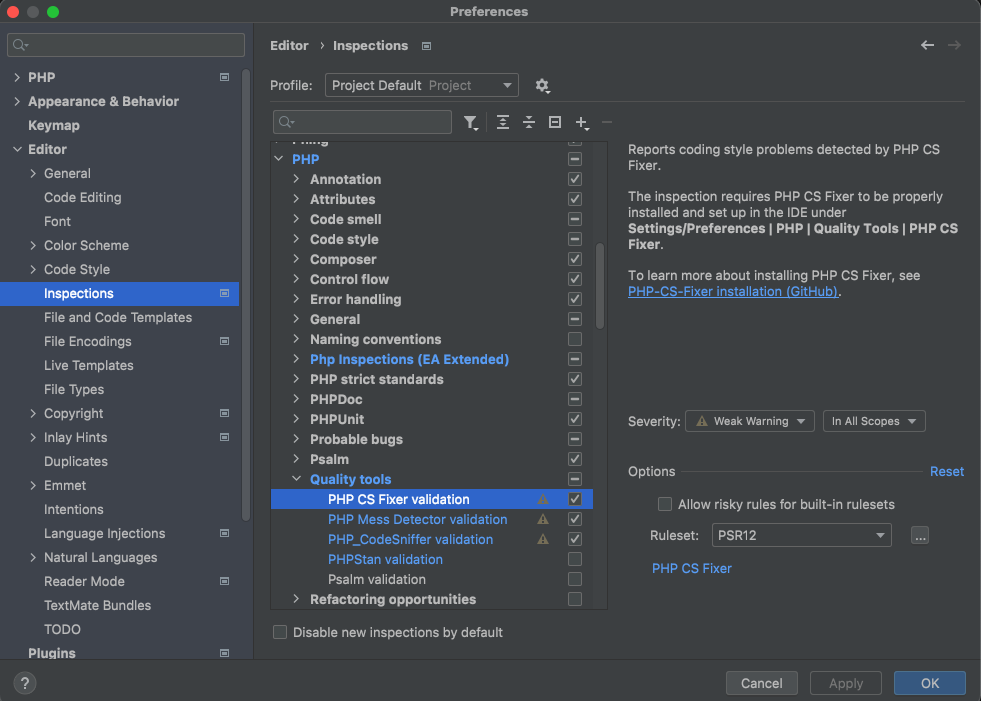 Preferences
PHP
Appearance & Behavior
Keymap
Editor
General
Code Editing
Font
Color Scheme
Code Style
Inspections
File and Code Templates
File Encodings
Live Templates
File Types
Copyright
Inlay Hints
Duplicates
Emmet
Intentions
Language Injections
Natural Languages
Reader Mode
TextMate Bundles
TODO
Plugins
Editor › Inspections
Profile: Project Default Project
Phing
PHP
Annotation
Attributes
Code smell
Code style
Composer
Control flow
Error handling
General
Naming conventions
Php Inspections (EA Extended)
PHP strict standards
PHPDoc
PHPUnit
Probable bugs
Psalm
Quality tools
PHP CS Fixer validation
PHP Mess Detector validation
PHP_CodeSniffer validation
PHPStan validation
Psalm validation
Refactoring opportunities
Disable new inspections by default
Reports coding style problems detected by PHP CS
Fixer.
The inspection requires PHP CS Fixer to be properly
installed and set up in the IDE under
Settings/Preferences | PHP | Quality Tools | PHP CS
Fixer.
To learn more about installing PHP CS Fixer, see
PHP-CS-Fixer installation (GitHub).
Severity: Weak Warning In All Scopes
Options Reset
Allow risky rules for built-in rulesets
Ruleset: PSR12 ...
PHP CS Fixer
? Cancel Apply OK